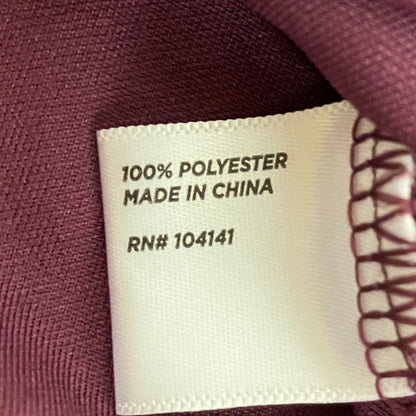 100% POLYESTER
MADE IN CHINA
RN# 104141